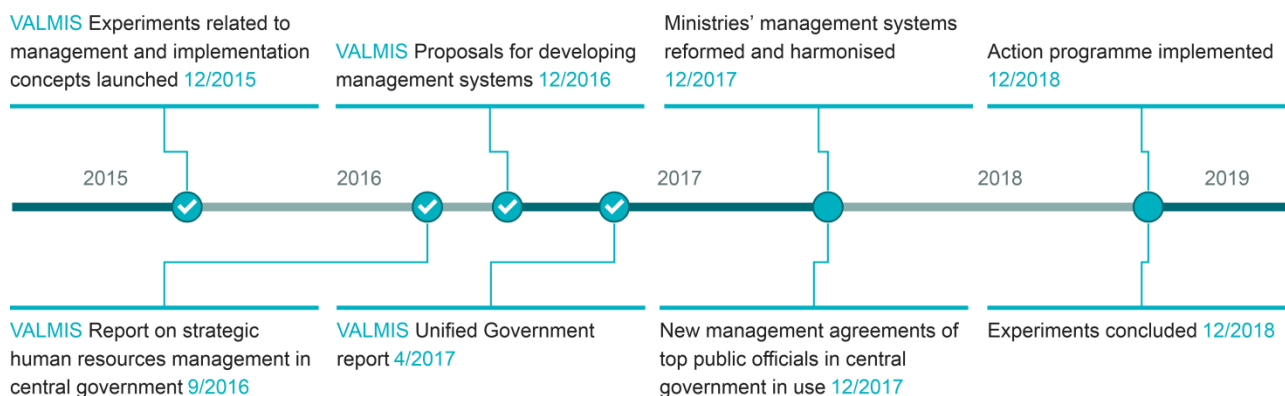 VALMIS Experiments related to
management and implementation
concepts launched 12/2015
VALMIS Proposals for developing
management systems 12/2016
Ministries’ management systems
reformed and harmonised
12/2017
Action programme implemented
12/2018
2015
2016
2017
2018
2019
VALMIS Report on strategic
human resources management in
central government 9/2016
VALMIS Unified Government
report 4/2017
New management agreements of
top public officials in central
government in use 12/2017
Experiments concluded 12/2018